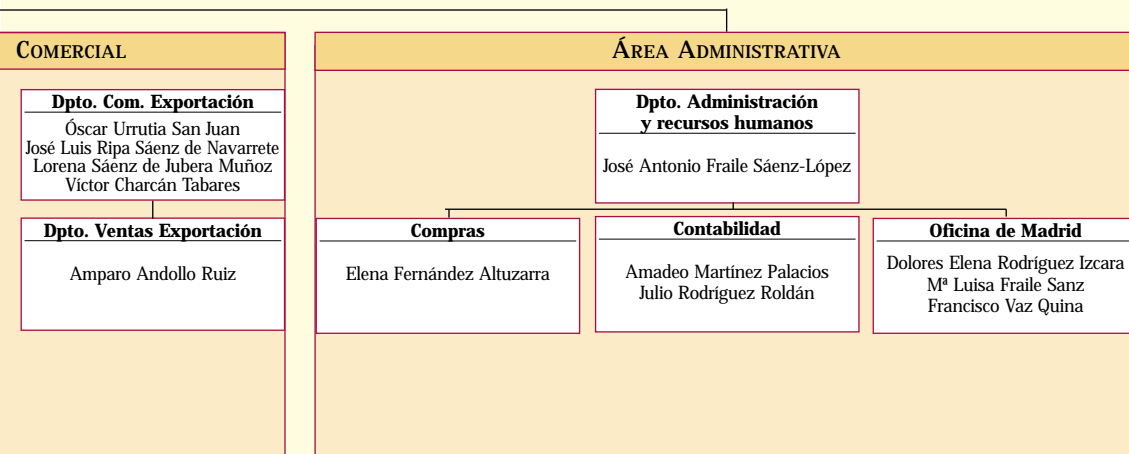 COMERCIAL
Dpto. Com. Exportación
Óscar Urrutia San Juan
José Luis Ripa Sáenz de Navarrete
Lorena Sáenz de Jubera Muñoz
Víctor Charcán Tabares
Dpto. Ventas Exportación
Amparo Andollo Ruiz
ÁREA ADMINISTRATIVA
Dpto. Administración
y recursos humanos
José Antonio Fraile Sáenz-López
Compras
Elena Fernández Altuzarra
Contabilidad
Amadeo Martínez Palacios
Julio Rodríguez Roldán
Oficina de Madrid
Dolores Elena Rodríguez Izcara
Mª Luisa Fraile Sanz
Francisco Vaz Quina